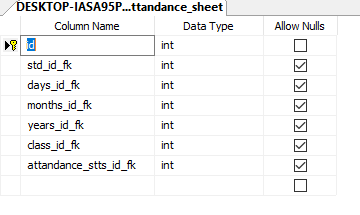 DESKTOP-IASA95P...ttandance_sheet
Column Name Data Type Allow Nulls
id int
std_id_fk int
days_id_fk int
months_id_fk int
years_id_fk int
class_id_fk int
attandance_stts_id_fk int